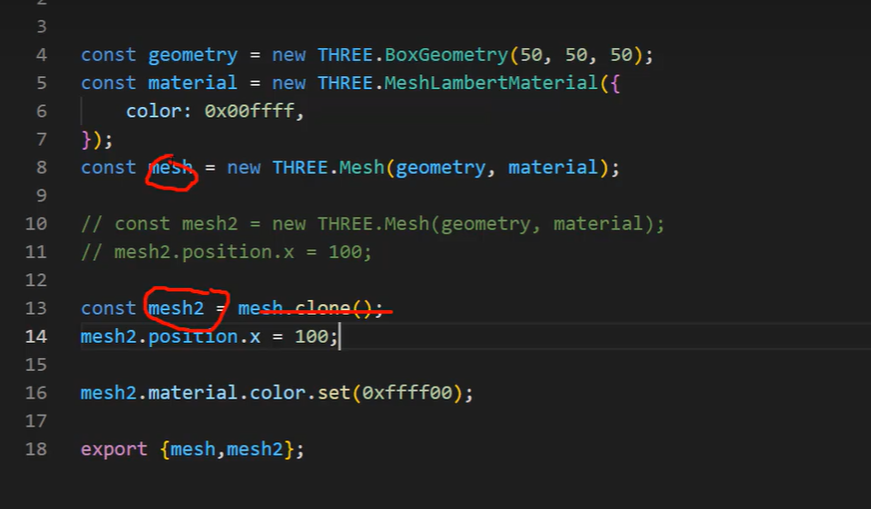 2
3
4 const geometry = new THREE.BoxGeometry(50, 50, 50);
5 const material = new THREE.MeshLambertMaterial({
6 color: 0x00ffff,
7 });
8 const mesh = new THREE.Mesh(geometry, material);
9
10 // const mesh2 = new THREE.Mesh(geometry, material);
11 // mesh2.position.x = 100;
12
13 const mesh2 = mesh.clone();
14 mesh2.position.x = 100;
15
16 mesh2.material.color.set(0xffff00);
17
18 export {mesh,mesh2};